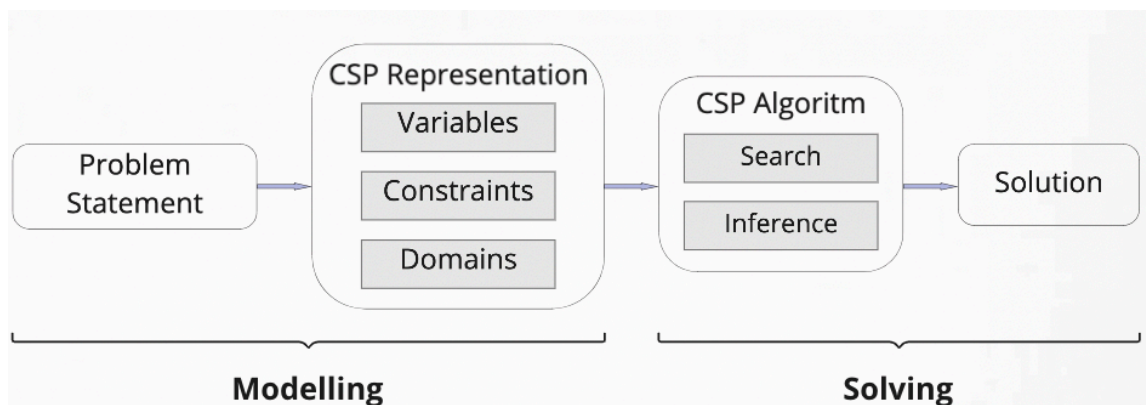 Problem
Statement
CSP Representation
Variables
Constraints
Domains
CSP Algoritm
Search
Inference
Solution
Modelling
Solving